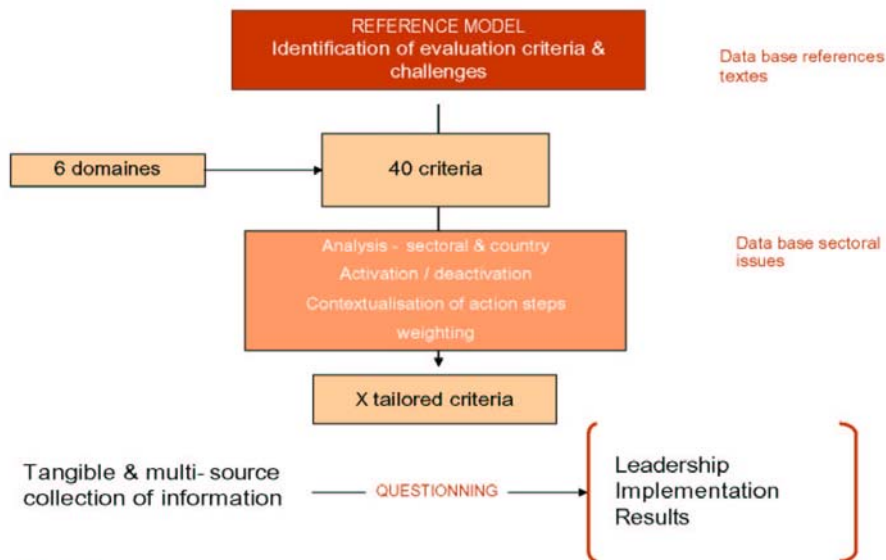 REFERENCE MODEL
Identification of evaluation criteria &
challenges
Data base references
textes
6 domaines
40 criteria
Analysis - sectoral & country
Activation / deactivation
Contextualisation of action steps
weighting
Data base sectoral
issues
X tailored criteria
Tangible & multi- source
collection of information
QUESTIONNING
Leadership
Implementation
Results